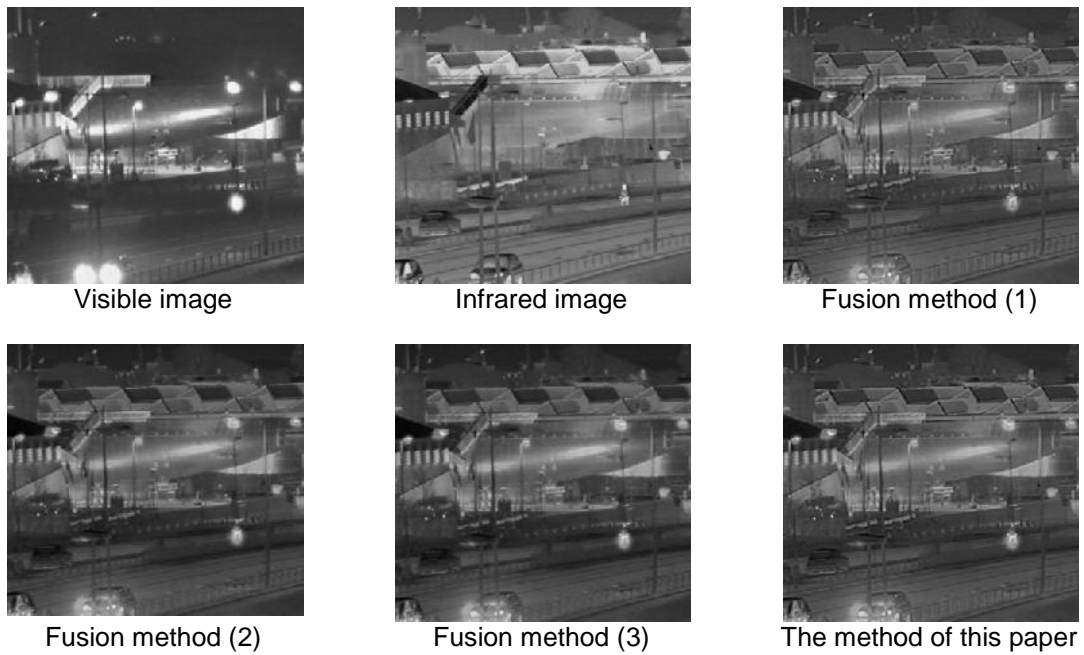 Visible image
Infrared image
Fusion method (1)
Fusion method (2)
Fusion method (3)
The method of this paper